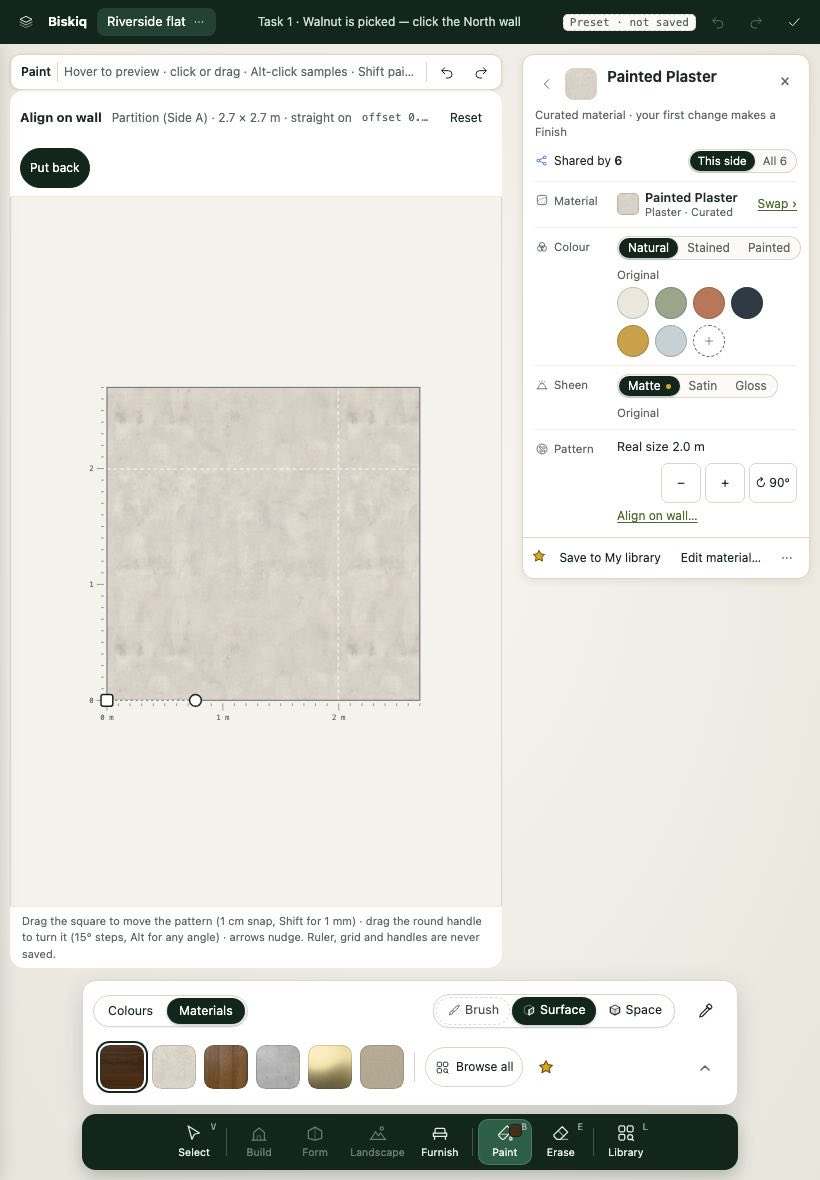 Biskiq Riverside flat ··· Task 1 · Walnut is picked — click the North wall Preset · not saved
Paint Hover to preview · click or drag · Alt-click samples · Shift pai...
Align on wall Partition (Side A) · 2.7 × 2.7 m · straight on offset 0.… Reset
Put back
2
1
0
0 m 1 m 2 m
Drag the square to move the pattern (1 cm snap, Shift for 1 mm) · drag the round handle
to turn it (15° steps, Alt for any angle) · arrows nudge. Ruler, grid and handles are never
saved.
Painted Plaster
Curated material · your first change makes a
Finish
Shared by 6 This side All 6
Material Painted Plaster Swap ›
Plaster · Curated
Colour Natural Stained Painted
Original
+
Sheen Matte Satin Gloss
Original
Pattern Real size 2.0 m
− + 90°
Align on wall...
Save to My library Edit material... ···
Colours Materials Brush Surface Space
Browse all
Select V Build Form Landscape Furnish Paint B Erase E Library L